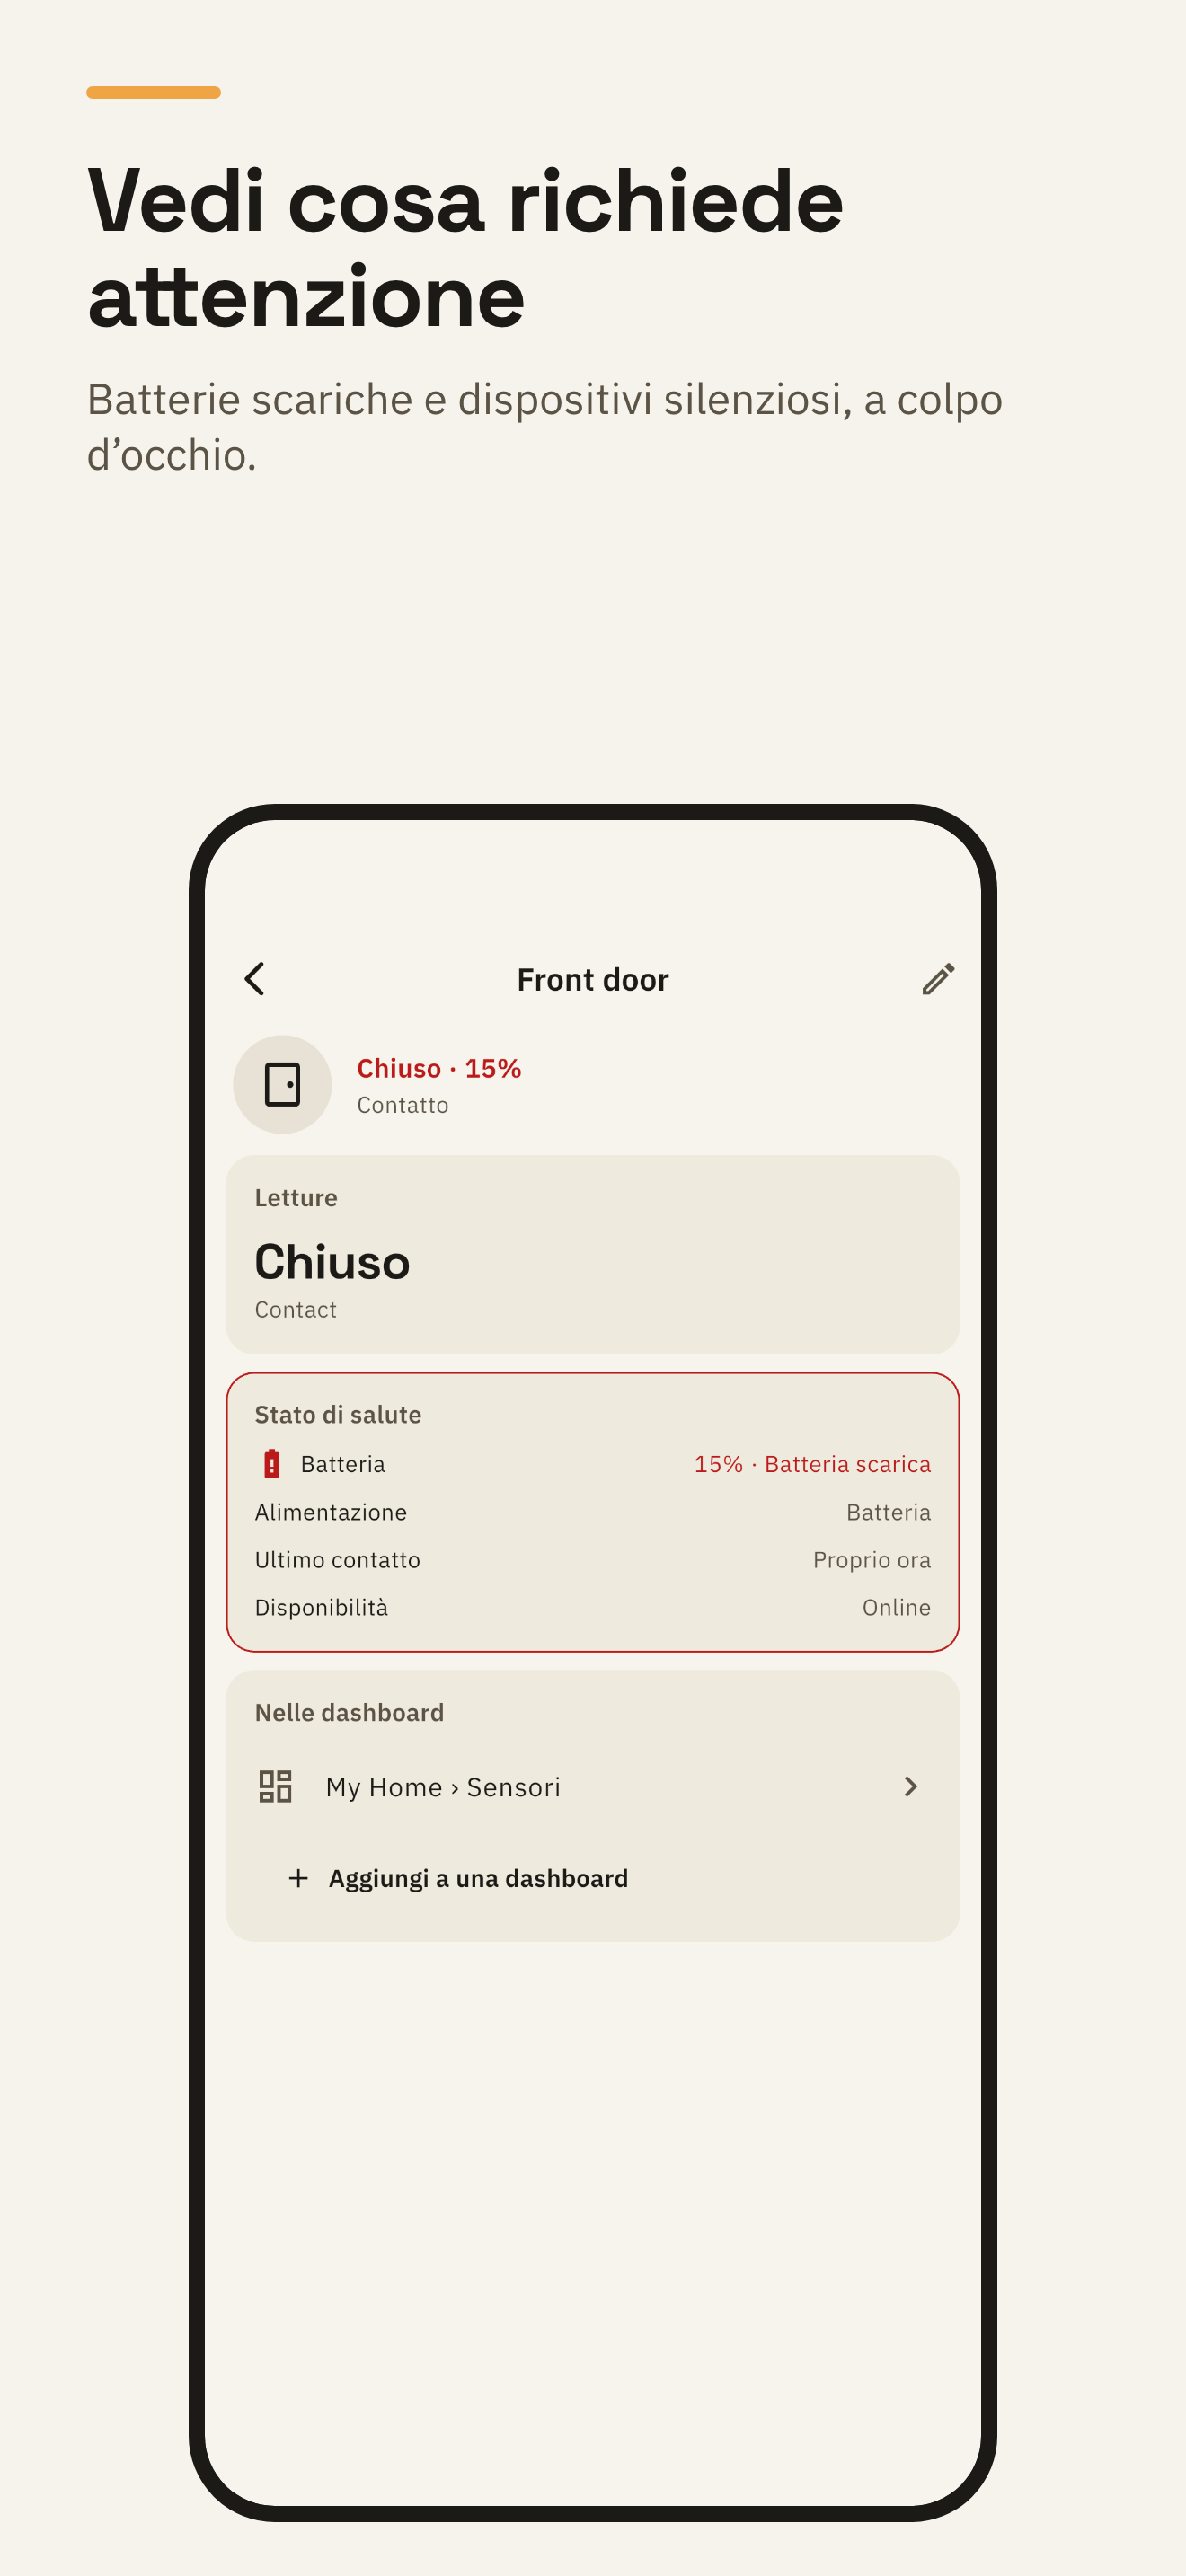 Vedi cosa richiede
attenzione
Batterie scariche e dispositivi silenziosi, a colpo
d’occhio.
Front door
Chiuso · 15%
Contatto
Letture
Chiuso
Contact
Stato di salute
Batteria 15% · Batteria scarica
Alimentazione Batteria
Ultimo contatto Proprio ora
Disponibilità Online
Nelle dashboard
My Home › Sensori
Aggiungi a una dashboard